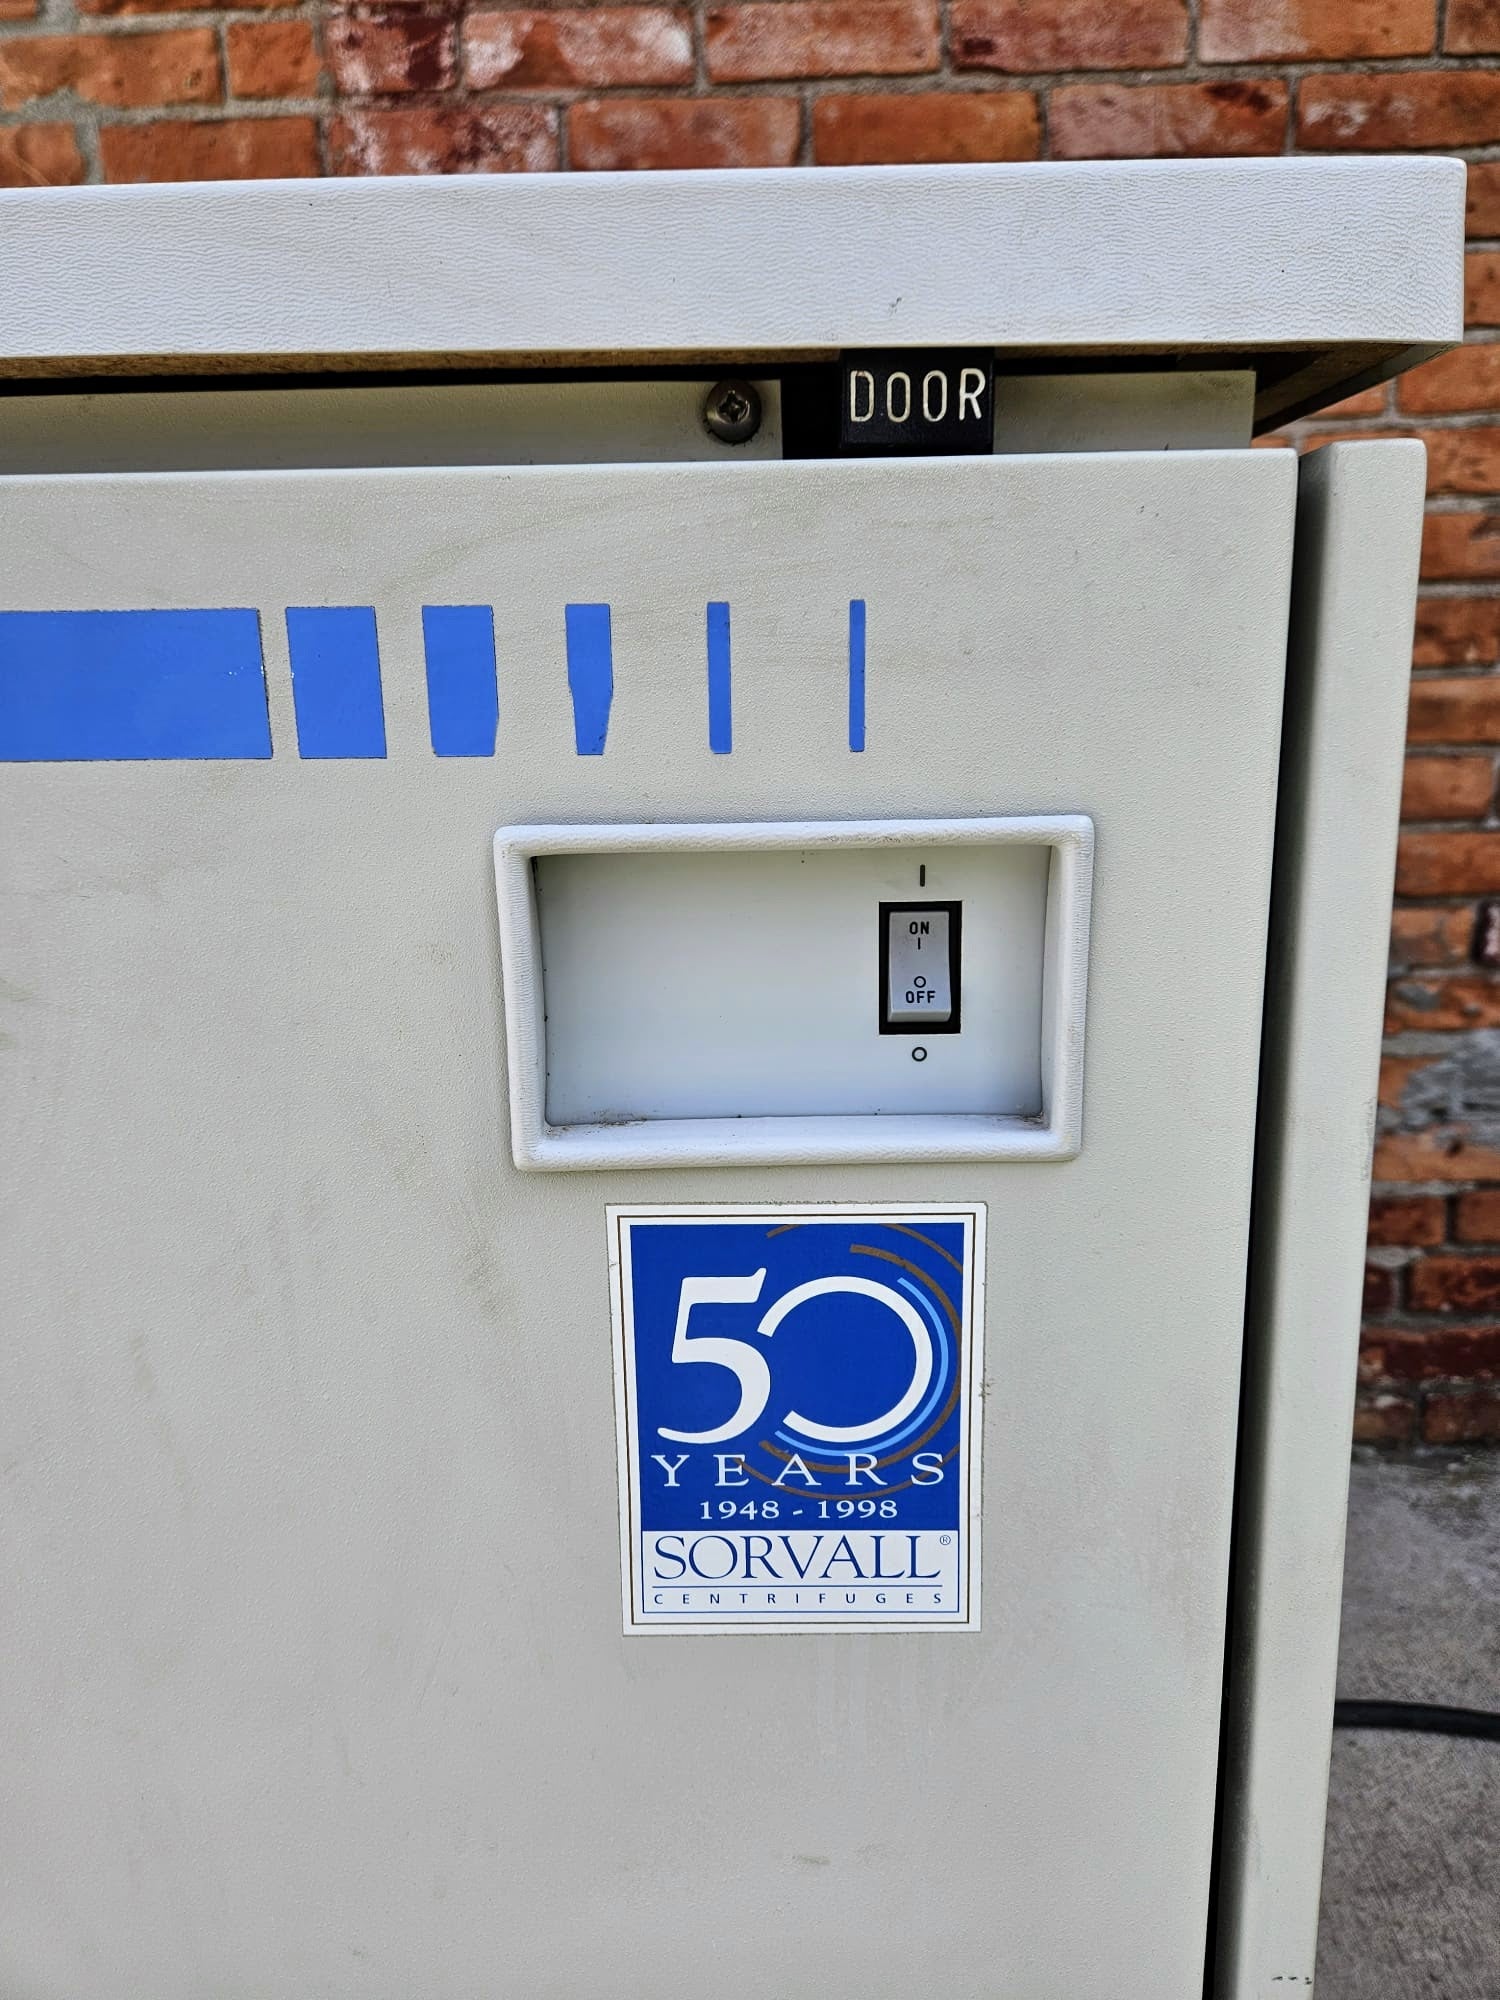 DOOR
I
ON
I
O
OFF
O
50
YEARS
1948 - 1998
SORVALL®
CENTRIFUGES